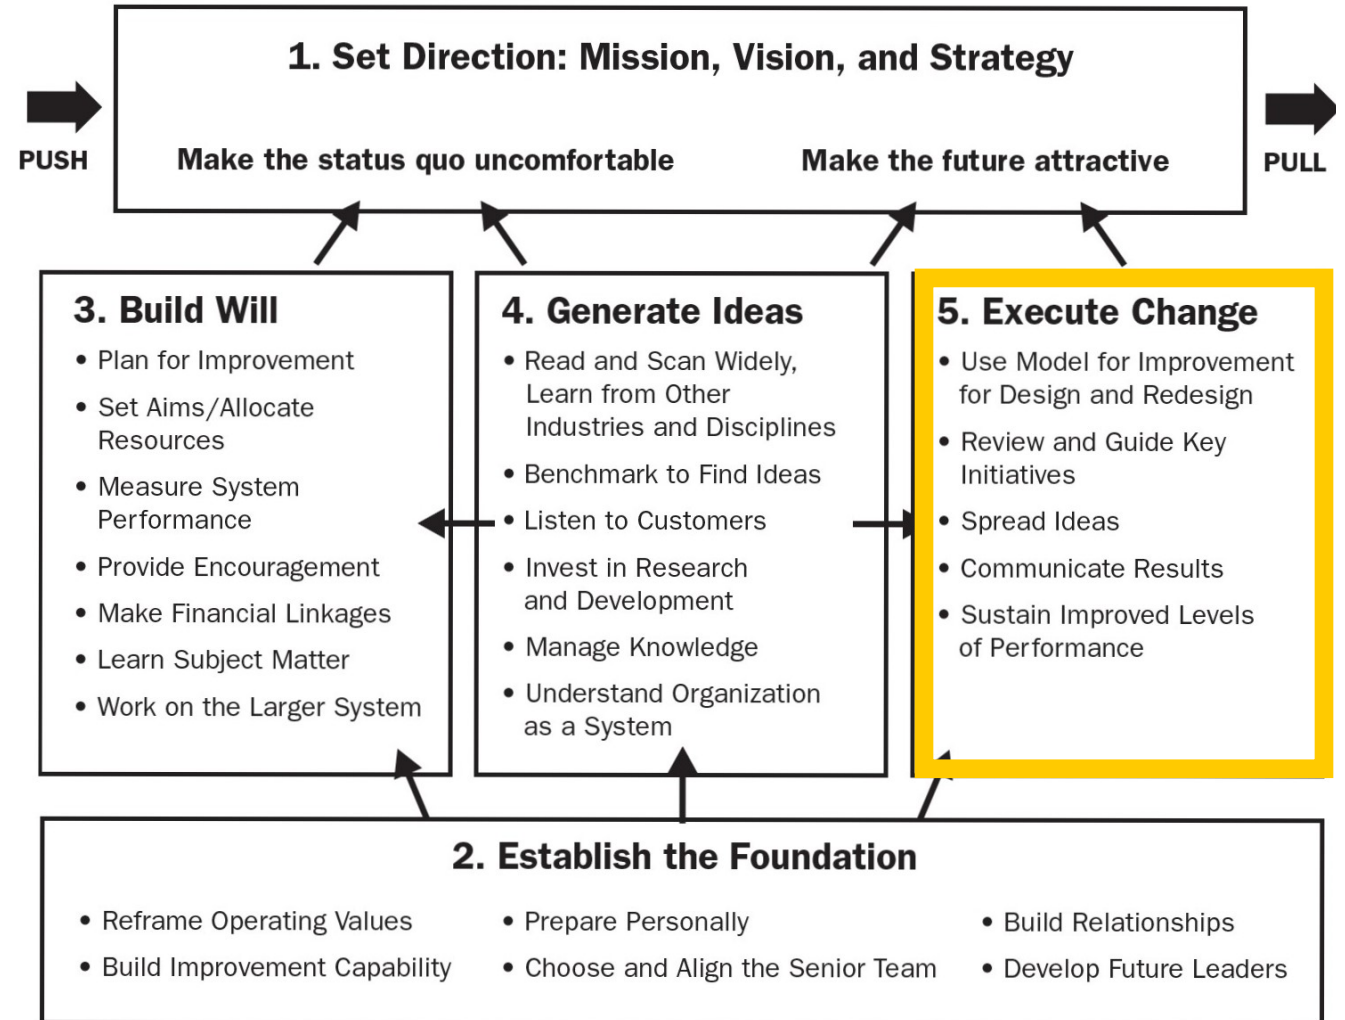 1. Set Direction: Mission, Vision, and Strategy
PUSH
Make the status quo uncomfortable
Make the future attractive
PULL
3. Build Will
• Plan for Improvement
• Set Aims/Allocate
Resources
• Measure System
Performance
• Provide Encouragement
• Make Financial Linkages
• Learn Subject Matter
• Work on the Larger System
4. Generate Ideas
• Read and Scan Widely,
Learn from Other
Industries and Disciplines
• Benchmark to Find Ideas
• Listen to Customers
• Invest in Research
and Development
• Manage Knowledge
• Understand Organization
as a System
5. Execute Change
• Use Model for Improvement
for Design and Redesign
• Review and Guide Key
Initiatives
• Spread Ideas
• Communicate Results
• Sustain Improved Levels
of Performance
2. Establish the Foundation
• Reframe Operating Values
• Build Improvement Capability
• Prepare Personally
• Choose and Align the Senior Team
• Build Relationships
• Develop Future Leaders